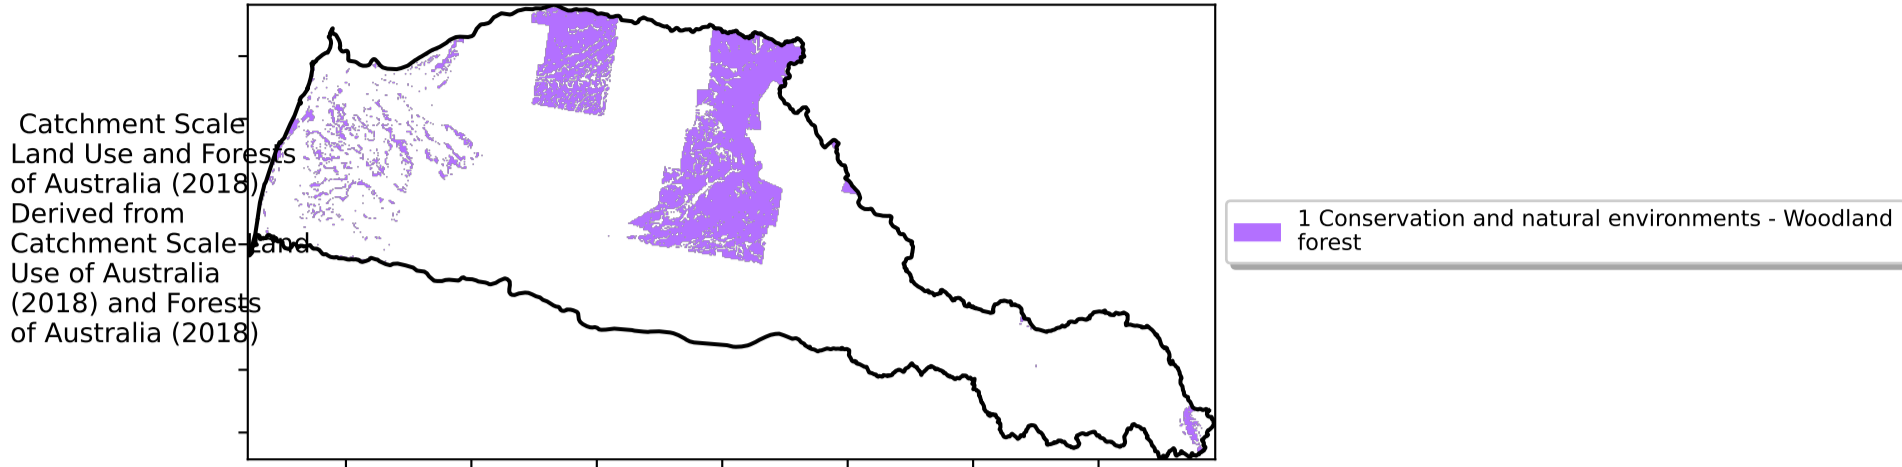 Catchment Scale
Land Use and Forests
of Australia (2018)
Derived from
Catchment Scale Land
Use of Australia
(2018) and Forests
of Australia (2018)
1 Conservation and natural environments - Woodland
forest